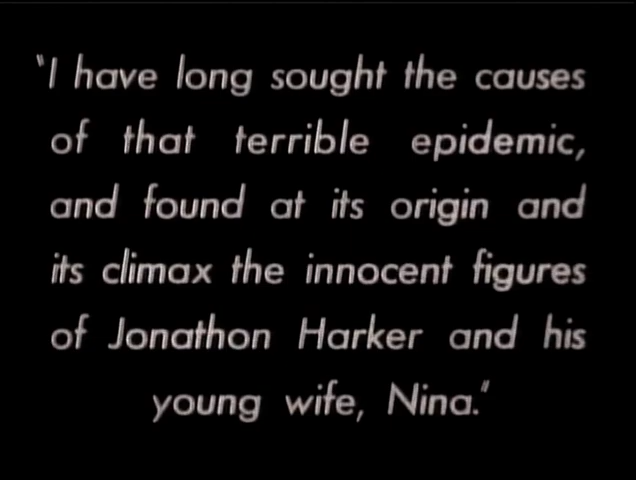 "I have long sought the causes
of that terrible epidemic,
and found at its origin and
its climax the innocent figures
of Jonathon Harker and his
young wife, Nina."